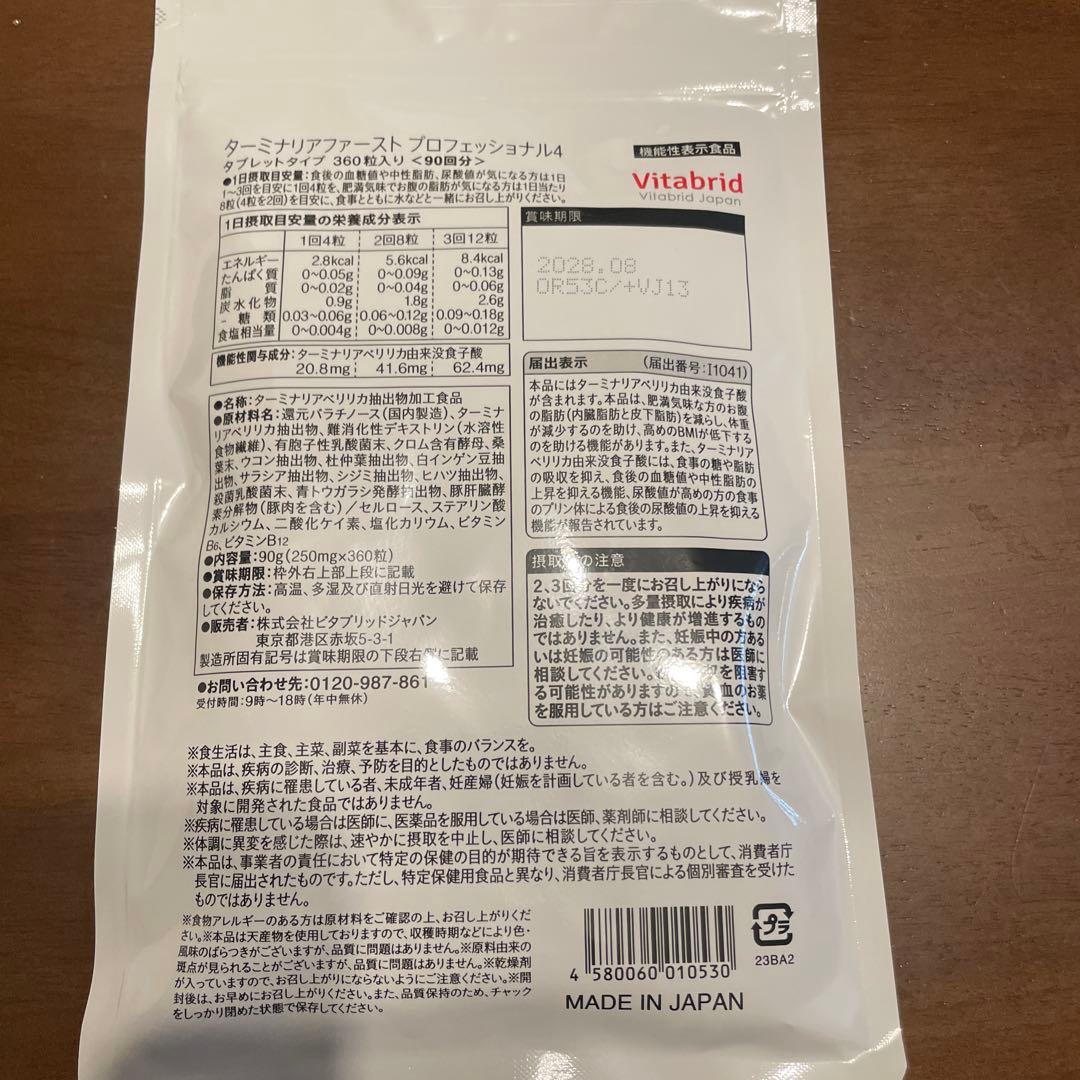 ターミナリアファースト プロフェッショナル4
タブレットタイプ 360粒入り <90回分>
●1日摂取目安量:食後の血糖値や中性脂肪、尿酸値が気になる方は1日
1~3回を目安に1回4粒を、肥満気味でお腹の脂肪が気になる方は1日当たり
8粒(4粒を2回)を目安に、食事とともに水などと一緒にお召し上がりください。
機能性表示食品
Vitabrid
Vitabrid Japan
1日摂取目安量の栄養成分表示
1回4粒 2回8粒 3回12粒
エネルギー 2.8kcal 5.6kcal 8.4kcal
たんぱく質 0~0.05g 0~0.09g 0~0.13g
脂質 0~0.02g 0~0.04g 0~0.06g
炭水化物 0.9g 1.8g 2.6g
- 糖類 0.03~0.06g 0.06~0.12g 0.09~0.18g
食塩相当量 0~0.004g 0~0.008g 0~0.012g
機能性関与成分:ターミナリアベリリカ由来没食子酸
20.8mg 41.6mg 62.4mg
賞味期限
2028.08
0R53C/+VJ13
●名称:ターミナリアベリリカ抽出物加工食品
●原材料名:還元パラチノース(国内製造)、ターミナ
リアベリリカ抽出物、難消化性デキストリン(水溶性
食物繊維)、有胞子性乳酸菌末、クロム含有酵母、桑
葉末、ウコン抽出物、杜仲葉抽出物、白インゲン豆抽
出物、サラシア抽出物、シジミ抽出物、ヒハツ抽出物、
殺菌乳酸菌末、青トウガラシ発酵抽出物、豚肝臓酵
素分解物(豚肉を含む)/セルロース、ステアリン酸
カルシウム、二酸化ケイ素、塩化カリウム、ビタミン
B6、ビタミンB12
●内容量:90g(250mg×360粒)
●賞味期限:枠外右上部上段に記載
●保存方法:高温、多湿及び直射日光を避けて保存
してください。
●販売者:株式会社ビタブリッドジャパン
東京都港区赤坂5-3-1
製造所固有記号は賞味期限の下段右側に記載
●お問い合わせ先:0120-987-861
受付時間:9時~18時(年中無休)
届出表示 (届出番号:I1041)
本品にはターミナリアベリリカ由来没食子酸
が含まれます。本品は、肥満気味な方のお腹
の脂肪(内臓脂肪と皮下脂肪)を減らし、体重
が減少するのを助け、高めのBMIが低下する
のを助ける機能があります。また、ターミナリア
ベリリカ由来没食子酸には、食事の糖や脂肪
の吸収を抑え、食後の血糖値や中性脂肪の
上昇を抑える機能、尿酸値が高めの方の食事
のプリン体による食後の尿酸値の上昇を抑える
機能が報告されています。
摂取の注意
2、3回分を一度にお召し上がりになら
ないでください。多量摂取により疾病が
治癒したり、より健康が増進するもの
ではありません。また、妊娠中の方ある
いは妊娠の可能性のある方は医師に
相談してください。を阻害す
る可能性がありますの血のお薬
を服用している方はご注意ください。
※食生活は、主食、主菜、副菜を基本に、食事のバランスを。
※本品は、疾病の診断、治療、予防を目的としたものではありません。
※本品は、疾病に罹患している者、未成年者、妊産婦(妊娠を計画している者を含む。)及び授乳婦を
対象に開発された食品ではありません。
※疾病に罹患している場合は医師に、医薬品を服用している場合は医師、薬剤師に相談してください。
※体調に異変を感じた際は、速やかに摂取を中止し、医師に相談してください。
※本品は、事業者の責任において特定の保健の目的が期待できる旨を表示するものとして、消費者庁
長官に届出されたものです。ただし、特定保健用食品と異なり、消費者庁長官による個別審査を受けた
ものではありません。
※食物アレルギーのある方は原材料をご確認の上、お召し上がりくだ
さい。※本品は天産物を使用しておりますので、収穫時期などにより色・
風味のばらつきがございますが、品質に問題はありません。※原料由来の
斑点が見られることがございますが、品質に問題はありません。※乾燥剤
が入っていますので、お召し上がりにならないようにご注意ください。※開
封後は、お早めにお召し上がりください。また、品質保持のため、チャック
をしっかり閉めた状態で保存してください。
4 580060 010530
MADE IN JAPAN
プラ
23BA2